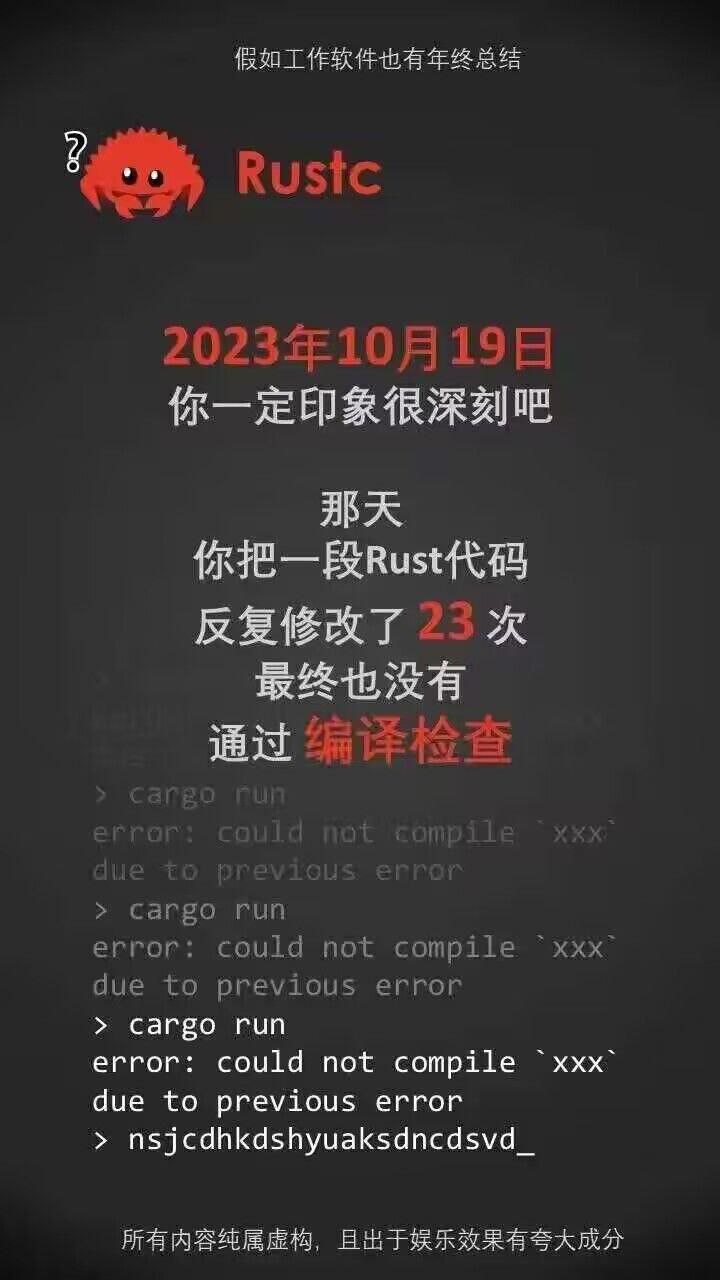 假如工作软件也有年终总结
?
Rustc
2023年10月19日
你一定印象很深刻吧
那天
你把一段Rust代码
反复修改了 23 次
最终也没有
通过 编译检查
> cargo run
error: could not compile `xxx`
due to previous error
> cargo run
error: could not compile `xxx`
due to previous error
> cargo run
error: could not compile `xxx`
due to previous error
> nsjcdhkdshyuaksdncdsvd_
所有内容纯属虚构，且出于娱乐效果有夸大成分